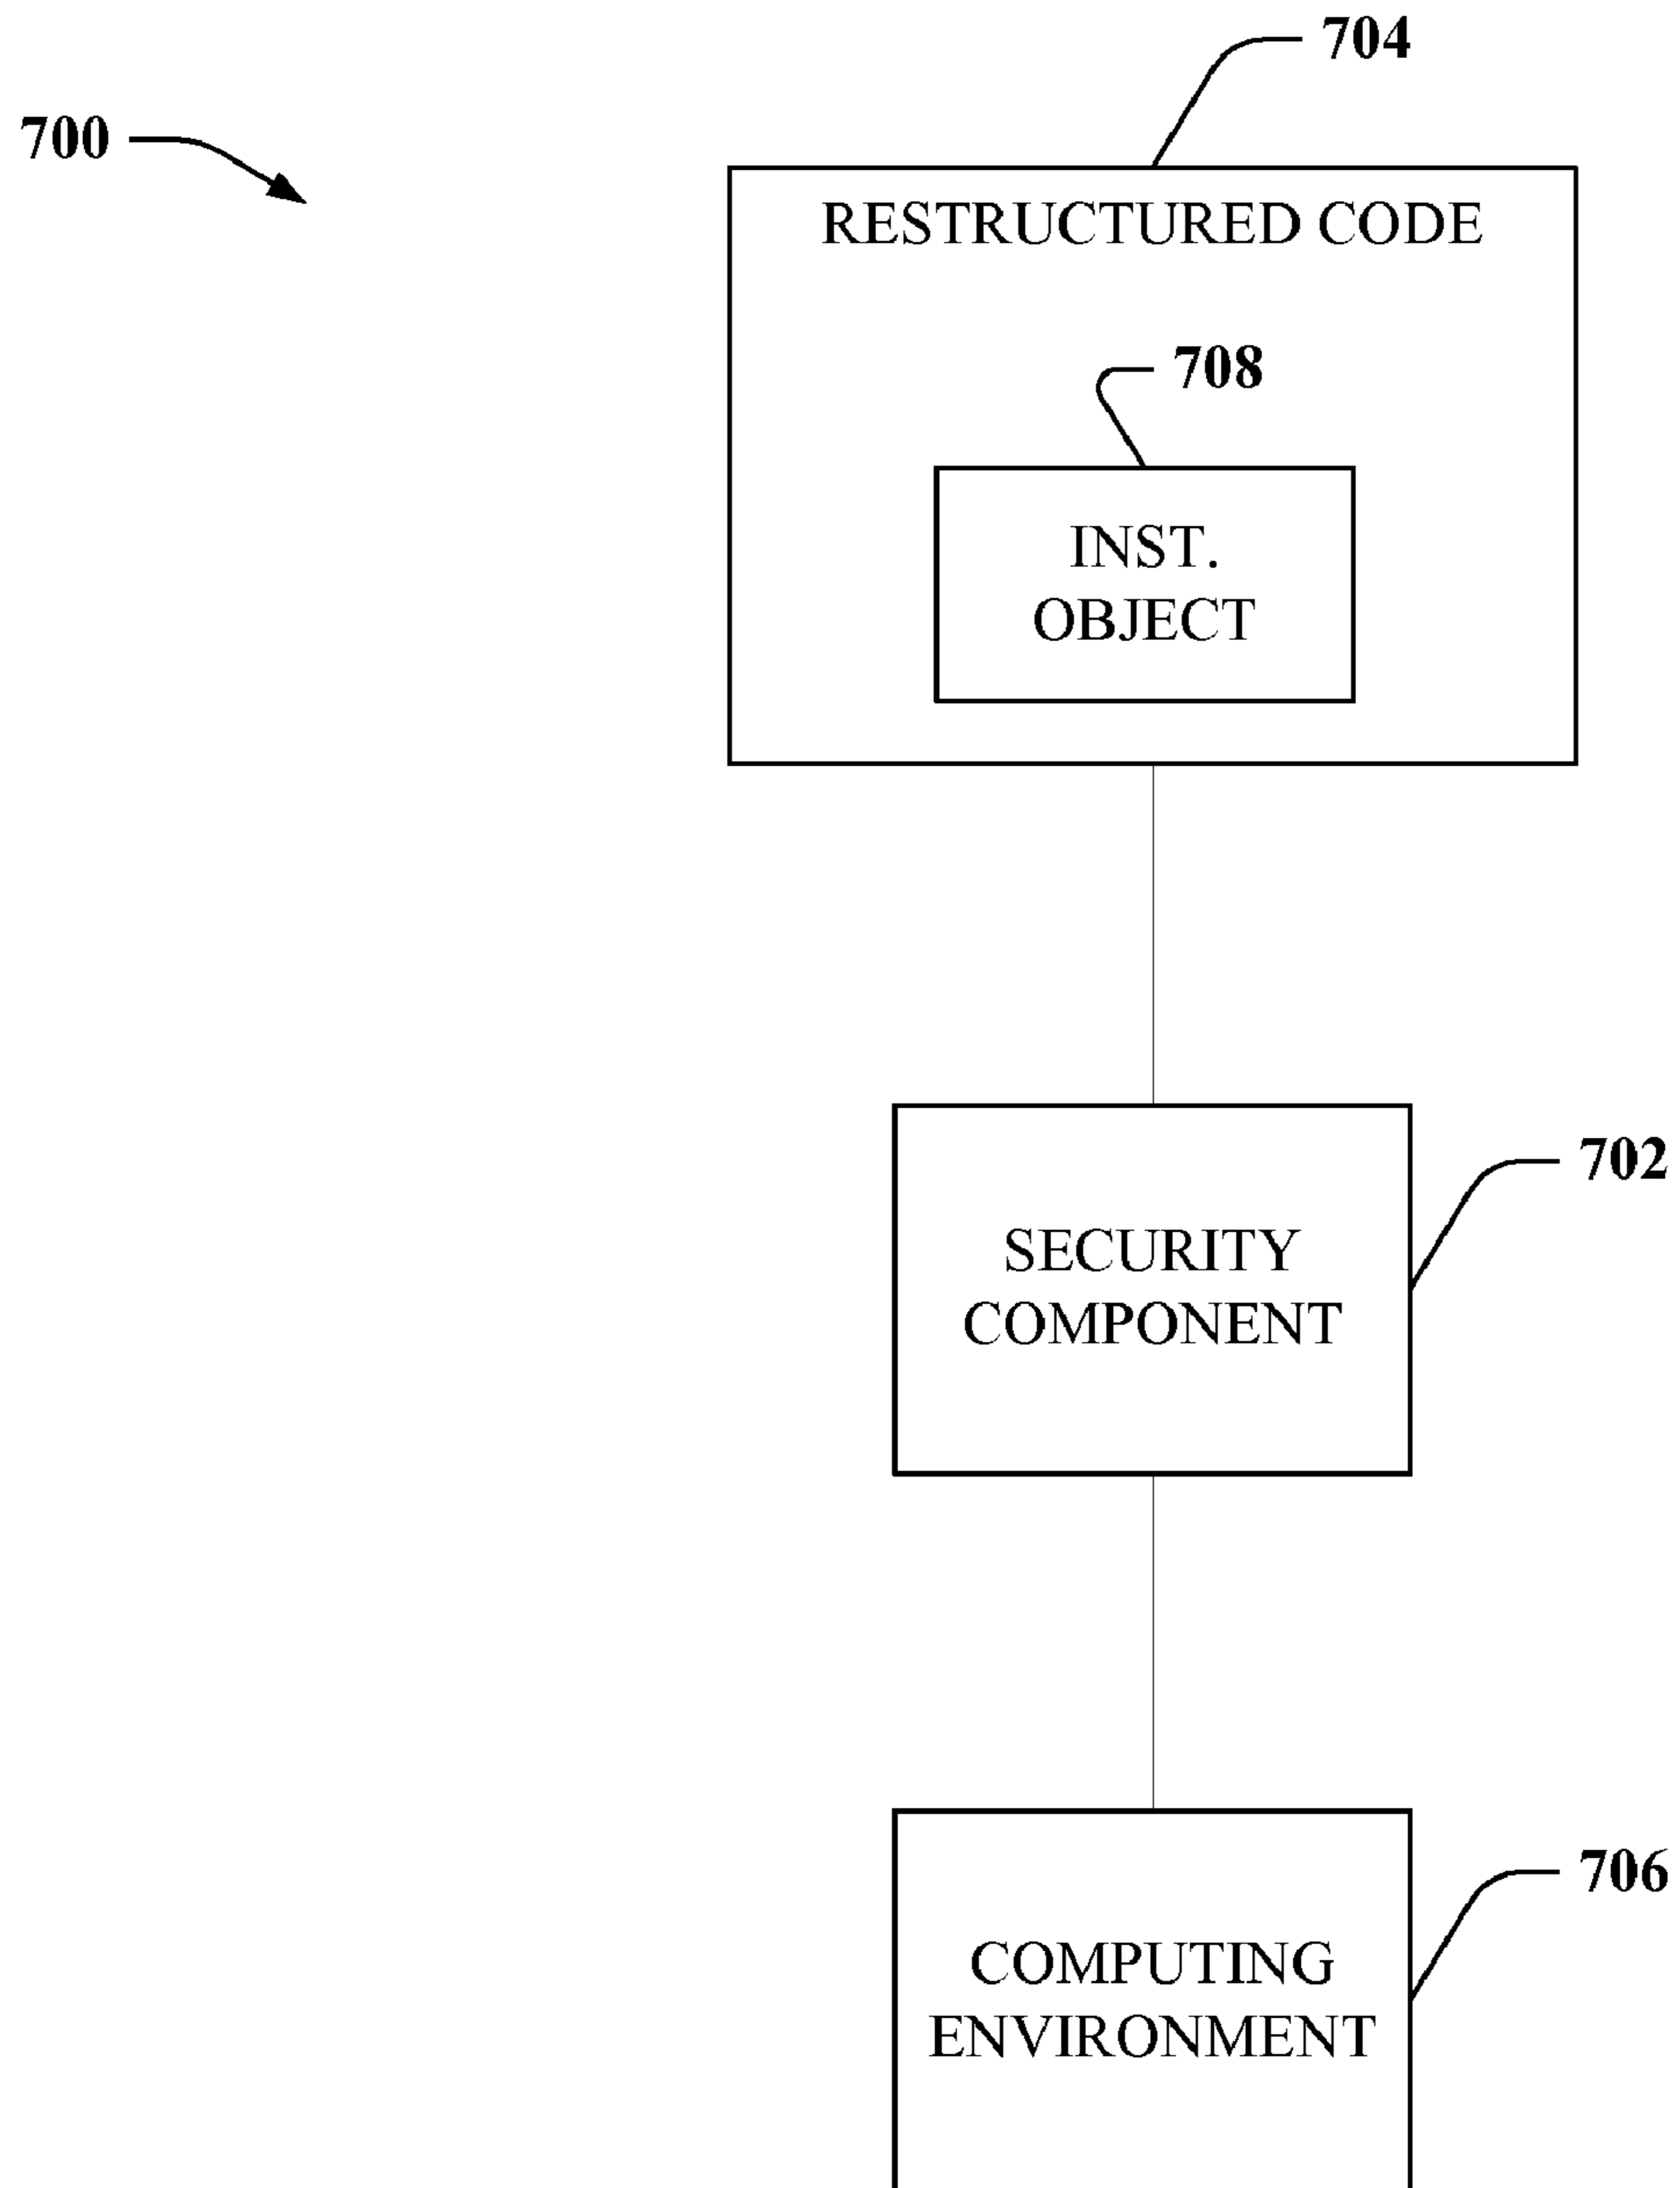 704
700
RESTRUCTURED CODE
708
INST.
OBJECT
702
SECURITY
COMPONENT
706
COMPUTING
ENVIRONMENT